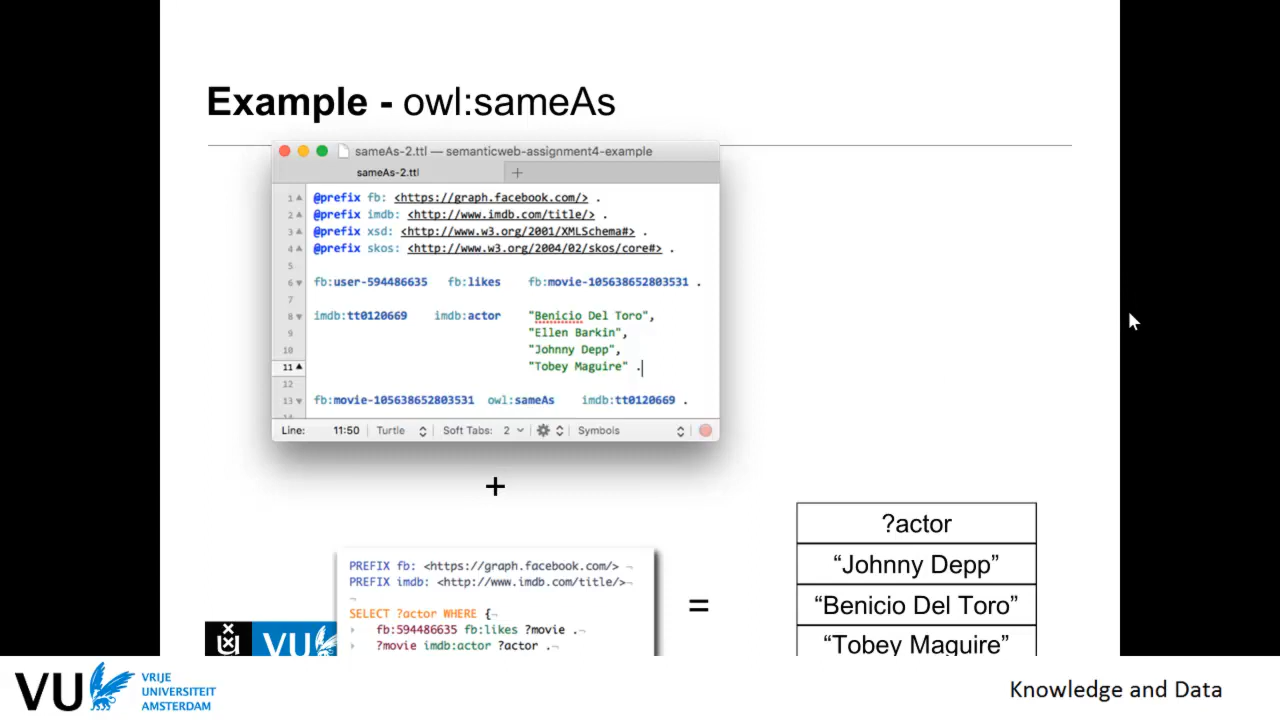 Example - owl:sameAs
sameAs-2.ttl — semanticweb-assignment4-example
sameAs-2.ttl +
1 @prefix fb: <https://graph.facebook.com/> .
2 @prefix imdb: <http://www.imdb.com/title/> .
3 @prefix xsd: <http://www.w3.org/2001/XMLSchema#> .
4 @prefix skos: <http://www.w3.org/2004/02/skos/core#> .
5
6 fb:user-594486635 fb:likes fb:movie-105638652803531 .
7
8 imdb:tt0120669 imdb:actor "Benicio Del Toro",
9 "Ellen Barkin",
10 "Johnny Depp",
11 "Tobey Maguire" .
12
13 fb:movie-105638652803531 owl:sameAs imdb:tt0120669 .
Line: 11:50 Turtle Soft Tabs: 2 Symbols
+
PREFIX fb: <https://graph.facebook.com/> ¬
PREFIX imdb: <http://www.imdb.com/title/>¬
¬
SELECT ?actor WHERE {¬
fb:594486635 fb:likes ?movie .¬
?movie imdb:actor ?actor .¬
=
?actor
“Johnny Depp”
“Benicio Del Toro”
“Tobey Maguire”
VU
VU VRIJE
UNIVERSITEIT
AMSTERDAM
Knowledge and Data